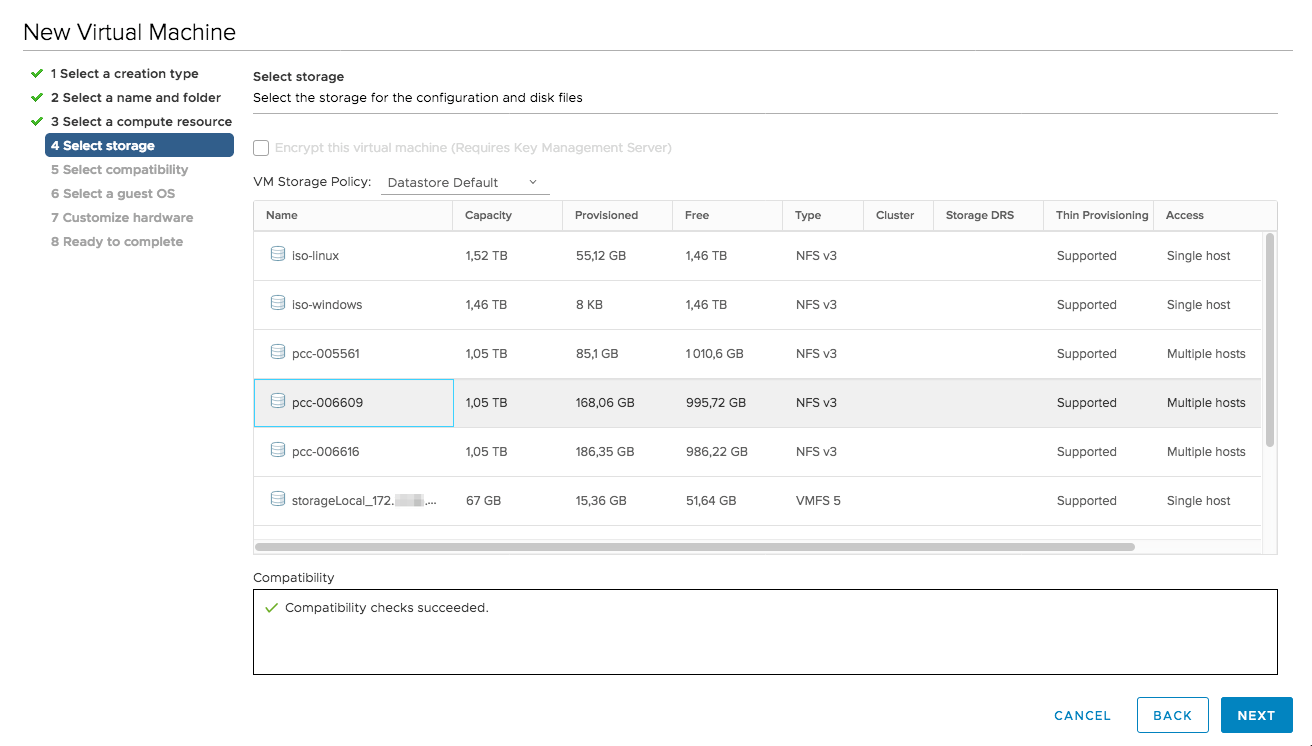 New Virtual Machine
1 Select a creation type
2 Select a name and folder
3 Select a compute resource
4 Select storage
5 Select compatibility
6 Select a guest OS
7 Customize hardware
8 Ready to complete
Select storage
Select the storage for the configuration and disk files
Encrypt this virtual machine (Requires Key Management Server)
VM Storage Policy: Datastore Default
Name Capacity Provisioned Free Type Cluster Storage DRS Thin Provisioning Access
iso-linux 1,52 TB 55,12 GB 1,46 TB NFS v3 Supported Single host
iso-windows 1,46 TB 8 KB 1,46 TB NFS v3 Supported Single host
pcc-005561 1,05 TB 85,1 GB 1 010,6 GB NFS v3 Supported Multiple hosts
pcc-006609 1,05 TB 168,06 GB 995,72 GB NFS v3 Supported Multiple hosts
pcc-006616 1,05 TB 186,35 GB 986,22 GB NFS v3 Supported Multiple hosts
storageLocal_172. .... 67 GB 15,36 GB 51,64 GB VMFS 5 Supported Single host
Compatibility
Compatibility checks succeeded.
CANCEL BACK NEXT